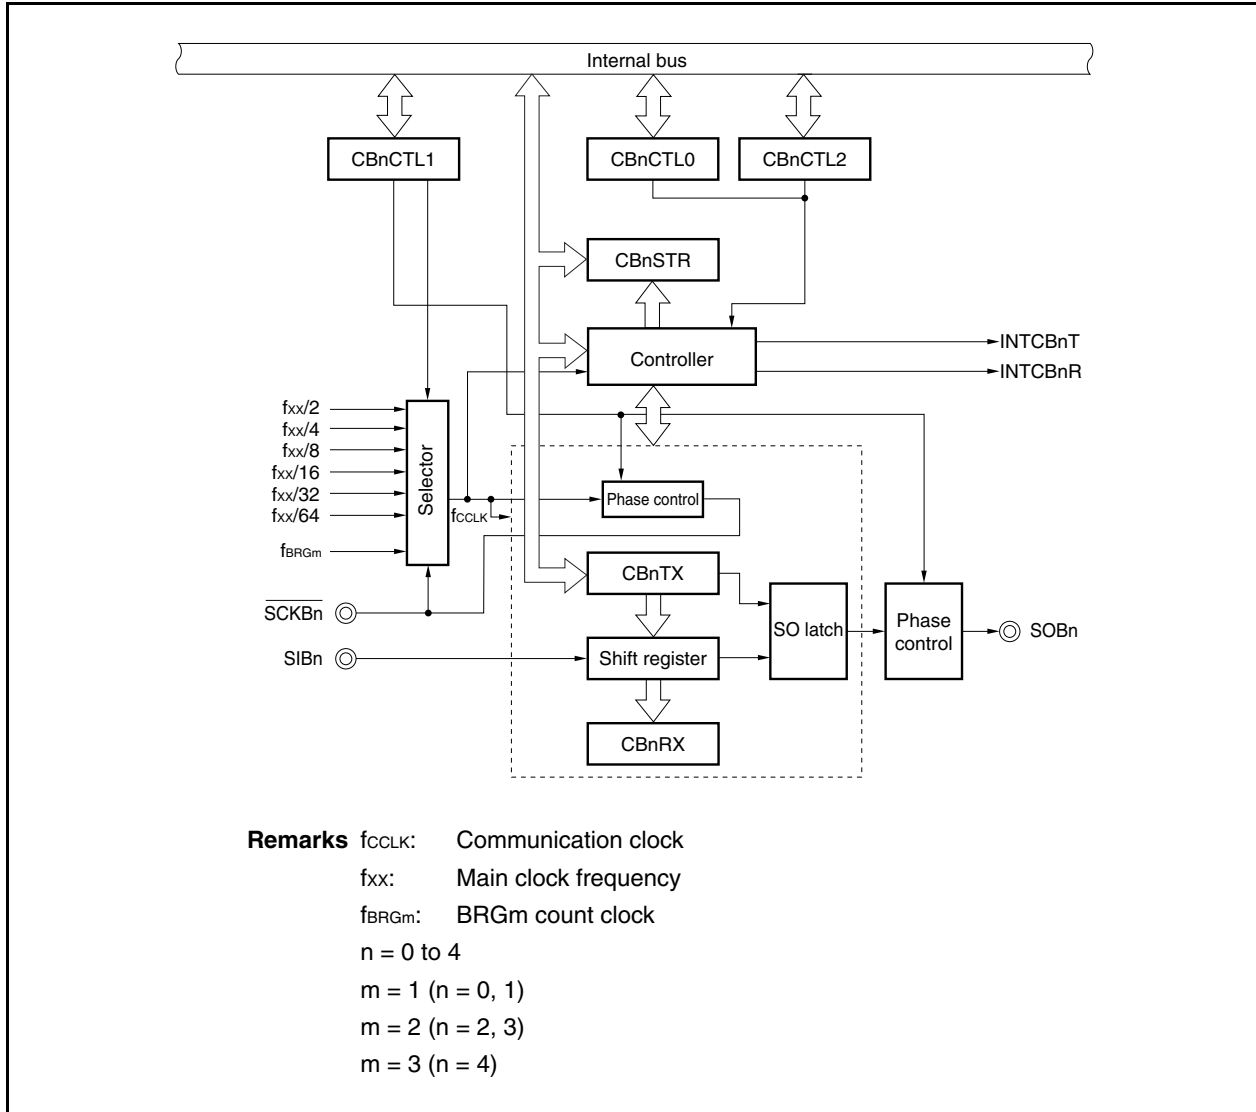 Internal bus
CBnCTL1
CBnCTL0
CBnCTL2
CBnSTR
Controller
INTCBnT
INTCBnR
fxx/2
fxx/4
fxx/8
fxx/16
fxx/32
fxx/64
fBRGm
Selector
fCCLK
Phase control
CBnTX
SO latch
Phase
control
SOBn
SCKBn
SIBn
Shift register
CBnRX
Remarks fCCLK: Communication clock
fxx: Main clock frequency
fBRGm: BRGm count clock
n = 0 to 4
m = 1 (n = 0, 1)
m = 2 (n = 2, 3)
m = 3 (n = 4)